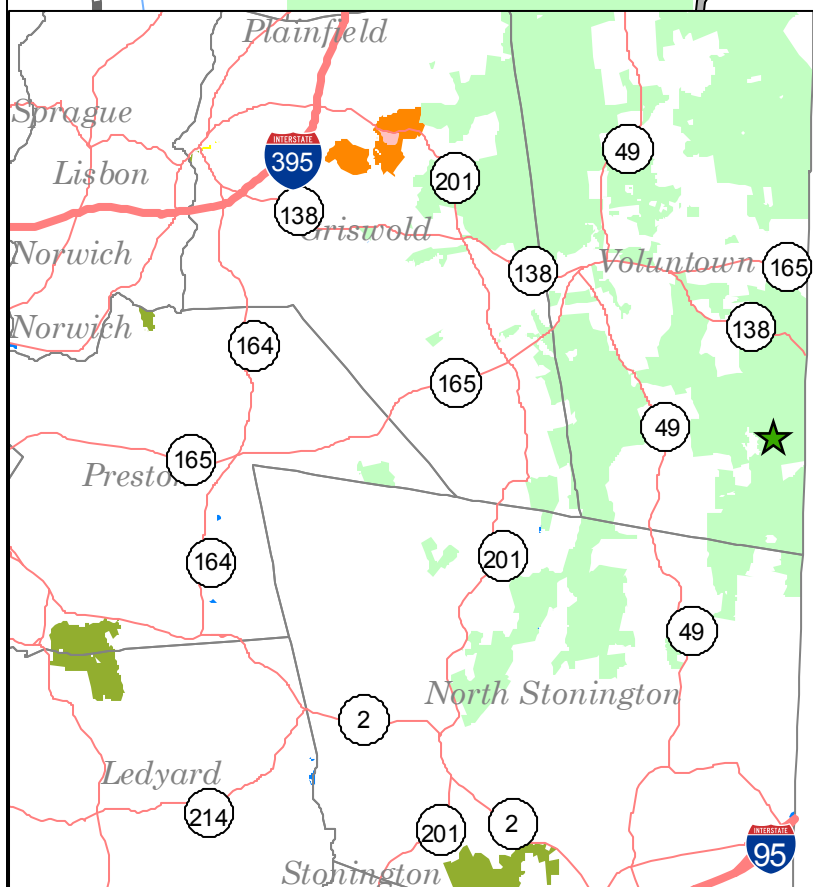 Plainfield
Sprague
49
INTERSTATE
395
Lisbon
201
138
Griswold
Norwich
Voluntown
165
138
Norwich
138
164
165
49
165
Preston
201
164
49
North Stonington
2
Ledyard
214
2
201
INTERSTATE
95
Stonington